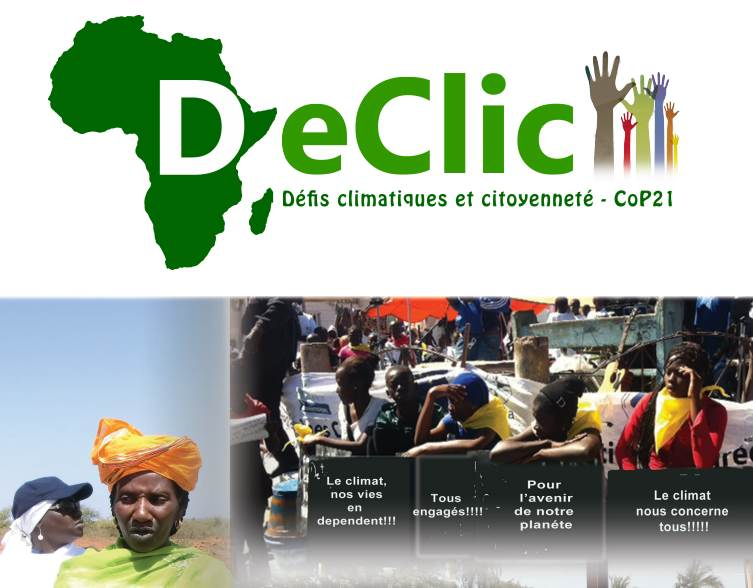 DeClic
Défis climatiques et citoyenneté - CoP21
Le climat,
nos vies
en
dependent!!!
Tous
engagés!!!!
Pour
l'avenir
de notre
planéte
Le climat
nous concerne
tous!!!!!